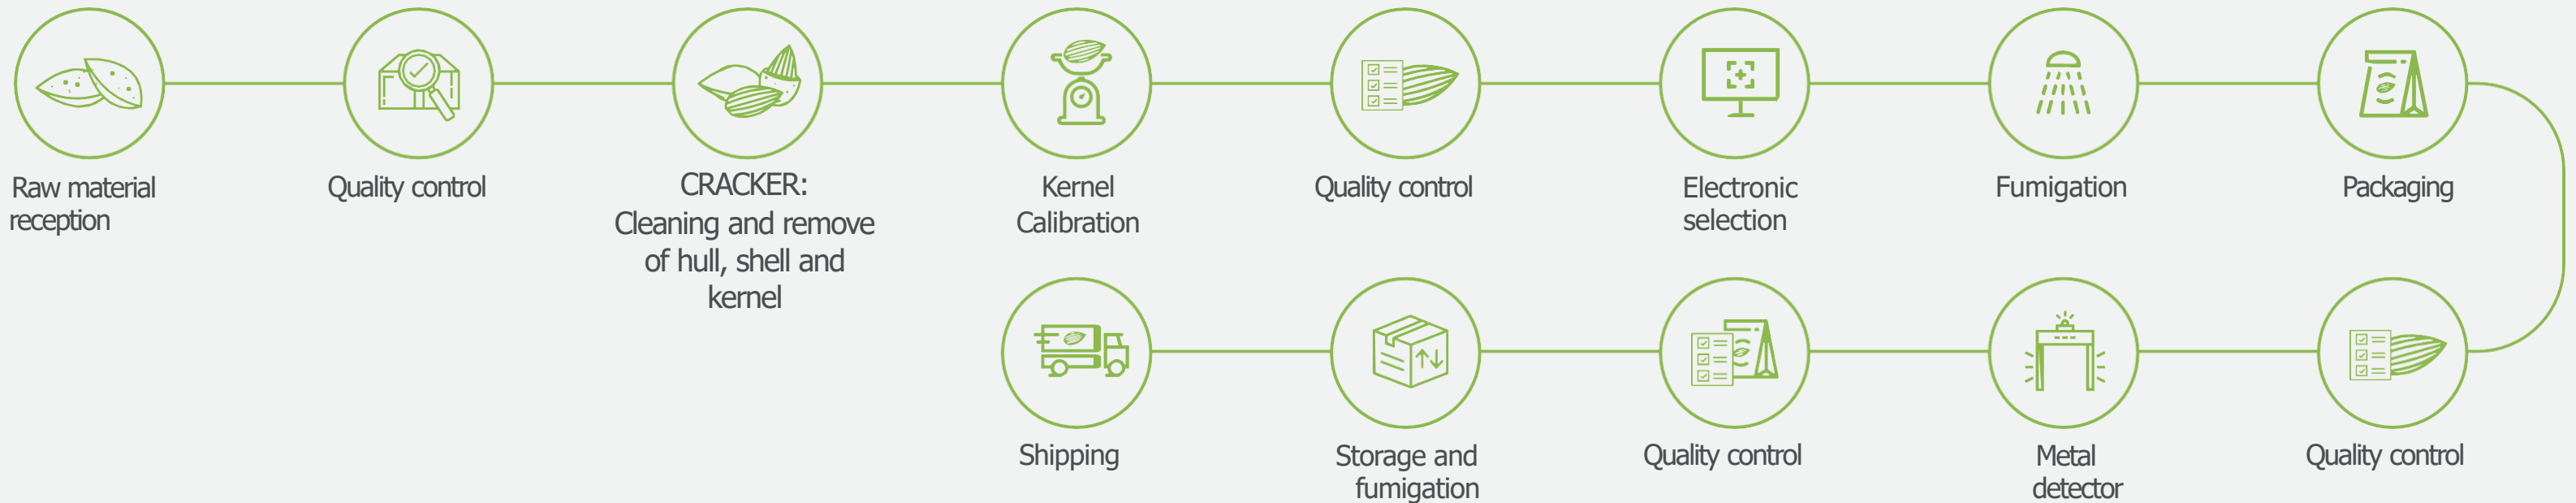 Raw material
reception
Quality control
CRACKER:
Cleaning and remove
of hull, shell and
kernel
Kernel
Calibration
Quality control
Electronic
selection
Fumigation
Packaging
Quality control
Metal
detector
Quality control
Storage and
fumigation
Shipping